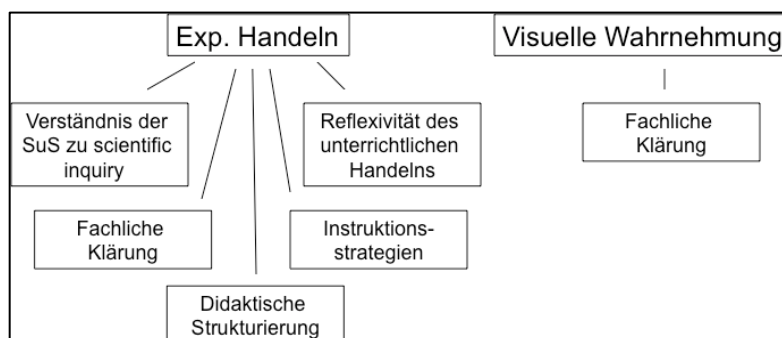 Exp. Handeln
Visuelle Wahrnehmung
Verständnis der
SuS zu scientific
inquiry
Reflexivität des
unterrichtlichen
Handelns
Fachliche
Klärung
Fachliche
Klärung
Instruktions-
strategien
Didaktische
Strukturierung